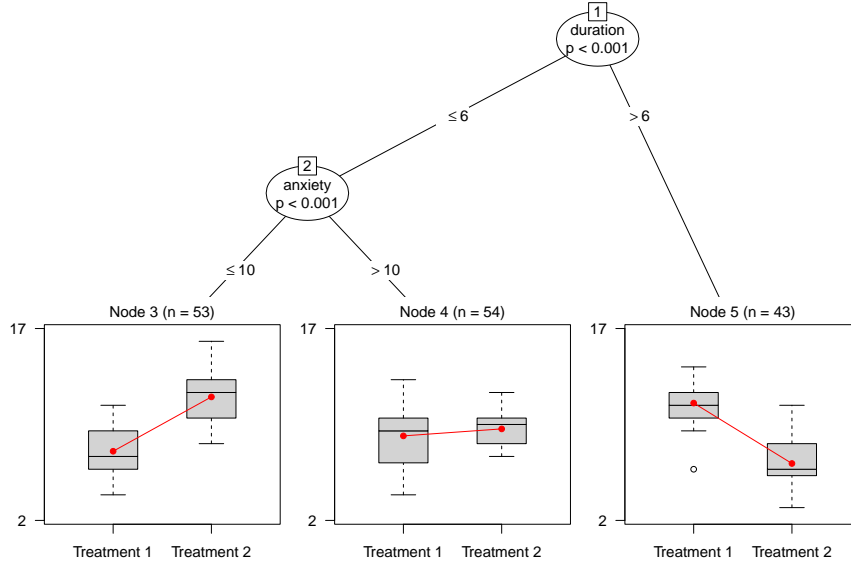 1
duration
p < 0.001
≤ 6
> 6
2
anxiety
p < 0.001
≤ 10
> 10
Node 3 (n = 53)
Node 4 (n = 54)
Node 5 (n = 43)
17
17
17
2
2
2
Treatment 1
Treatment 2
Treatment 1
Treatment 2
Treatment 1
Treatment 2